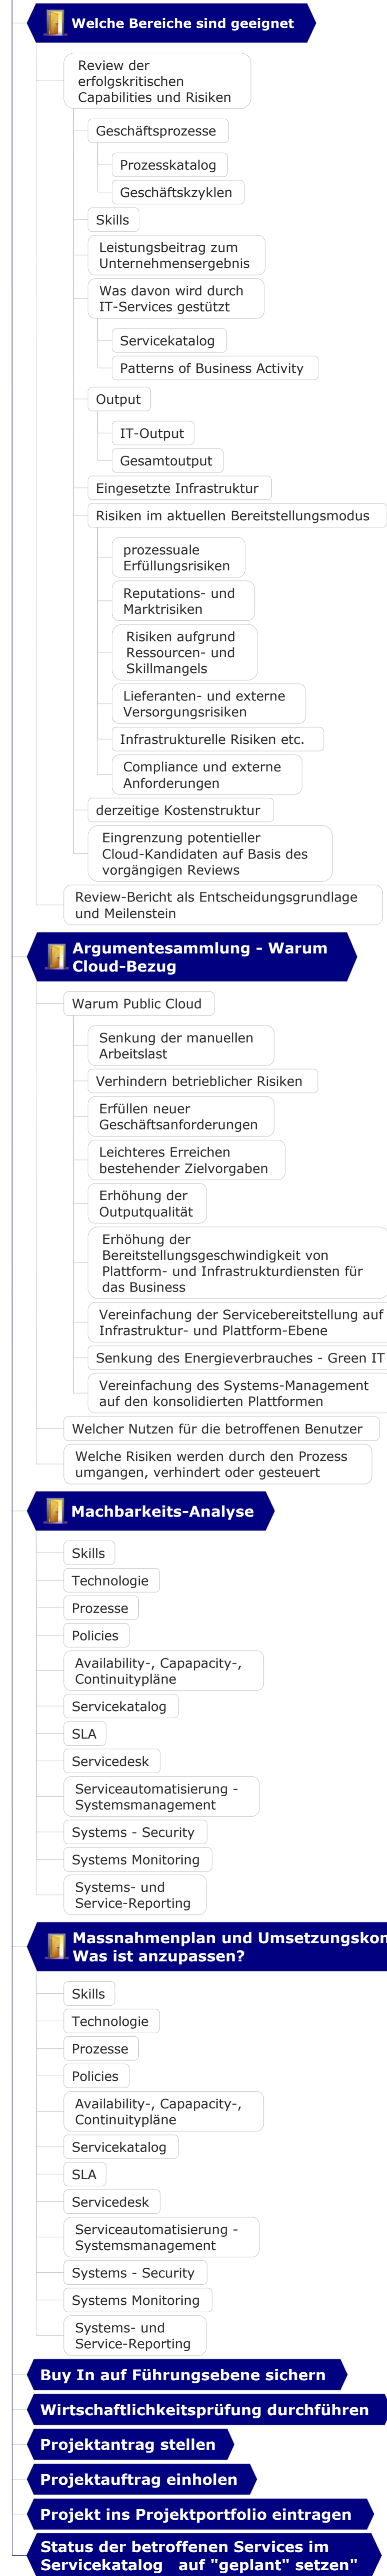 Welche Bereiche sind geeignet
Review der
erfolgskritischen
Capabilities und Risiken
Geschäftsprozesse
Prozesskatalog
Geschäftskzyklen
Skills
Leistungsbeitrag zum
Unternehmensergebnis
Was davon wird durch
IT-Services gestützt
Servicekatalog
Patterns of Business Activity
Output
IT-Output
Gesamtoutput
Eingesetzte Infrastruktur
Risiken im aktuellen Bereitstellungsmodus
prozessuale
Erfüllungsrisiken
Reputations- und
Marktrisiken
Risiken aufgrund
Ressourcen- und
Skillmangels
Lieferanten- und externe
Versorgungsrisiken
Infrastrukturelle Risiken etc.
Compliance und externe
Anforderungen
derzeitige Kostenstruktur
Eingrenzung potentieller
Cloud-Kandidaten auf Basis des
vorgängigen Reviews
Review-Bericht als Entscheidungsgrundlage
und Meilenstein
Argumentesammlung - Warum
Cloud-Bezug
Warum Public Cloud
Senkung der manuellen
Arbeitslast
Verhindern betrieblicher Risiken
Erfüllen neuer
Geschäftsanforderungen
Leichteres Erreichen
bestehender Zielvorgaben
Erhöhung der
Outputqualität
Erhöhung der
Bereitstellungsgeschwindigkeit von
Plattform- und Infrastrukturdiensten für
das Business
Vereinfachung der Servicebereitstellung auf
Infrastruktur- und Plattform-Ebene
Senkung des Energieverbrauches - Green IT
Vereinfachung des Systems-Management
auf den konsolidierten Plattformen
Welcher Nutzen für die betroffenen Benutzer
Welche Risiken werden durch den Prozess
umgangen, verhindert oder gesteuert
Machbarkeits-Analyse
Skills
Technologie
Prozesse
Policies
Availability-, Capapacity-,
Continuitypläne
Servicekatalog
SLA
Servicedesk
Serviceautomatisierung -
Systemsmanagement
Systems - Security
Systems Monitoring
Systems- und
Service-Reporting
Massnahmenplan und Umsetzungskon
Was ist anzupassen?
Skills
Technologie
Prozesse
Policies
Availability-, Capapacity-,
Continuitypläne
Servicekatalog
SLA
Servicedesk
Serviceautomatisierung -
Systemsmanagement
Systems - Security
Systems Monitoring
Systems- und
Service-Reporting
Buy In auf Führungsebene sichern
Wirtschaftlichkeitsprüfung durchführen
Projektantrag stellen
Projektauftrag einholen
Projekt ins Projektportfolio eintragen
Status der betroffenen Services im
Servicekatalog auf "geplant" setzen"